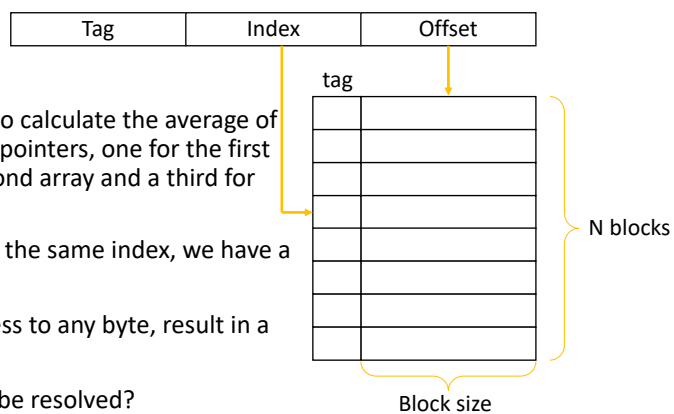 Tag Index Offset
tag
o calculate the average of
pointers, one for the first
ond array and a third for
N blocks
the same index, we have a
ess to any byte, result in a
be resolved?
Block size